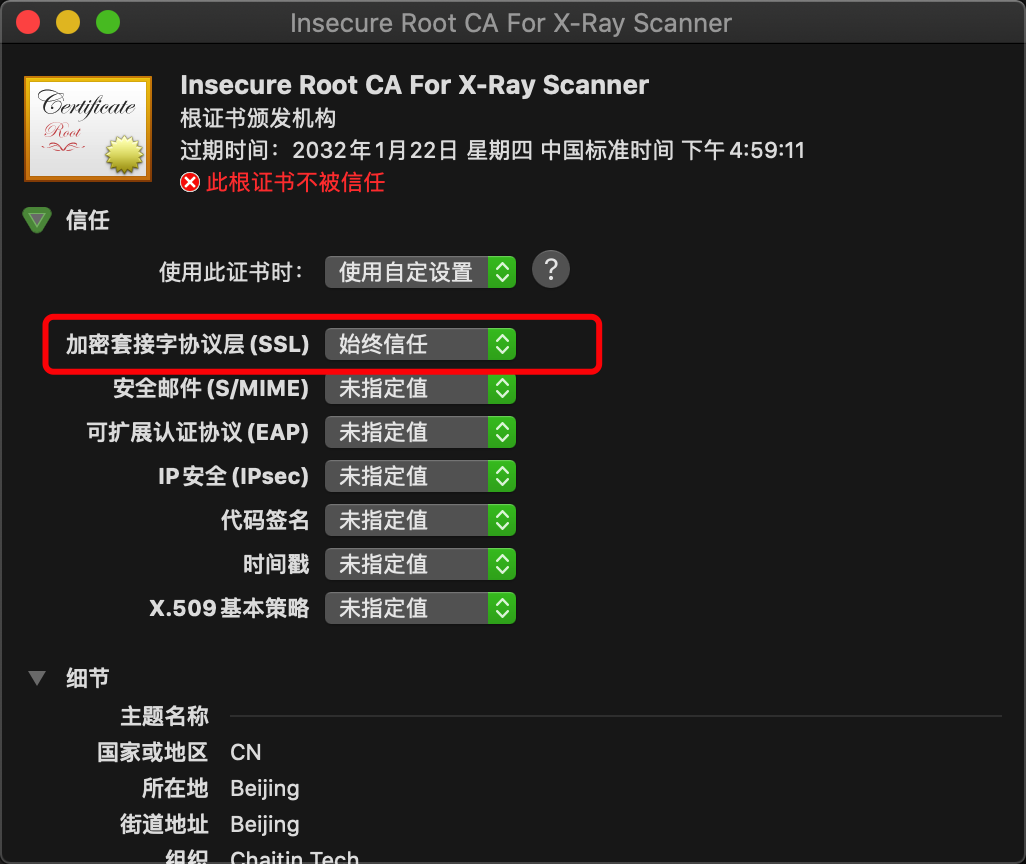 Insecure Root CA For X-Ray Scanner
Certificate
Root
Insecure Root CA For X-Ray Scanner
根证书颁发机构
过期时间：2032年1月22日 星期四 中国标准时间 下午4:59:11
此根证书不被信任
信任
使用此证书时： 使用自定设置 ?
加密套接字协议层(SSL) 始终信任
安全邮件(S/MIME) 未指定值
可扩展认证协议(EAP) 未指定值
IP安全(IPsec) 未指定值
代码签名 未指定值
时间戳 未指定值
X.509基本策略 未指定值
细节
主题名称
国家或地区 CN
所在地 Beijing
街道地址 Beijing
组织 Chaitin Tech